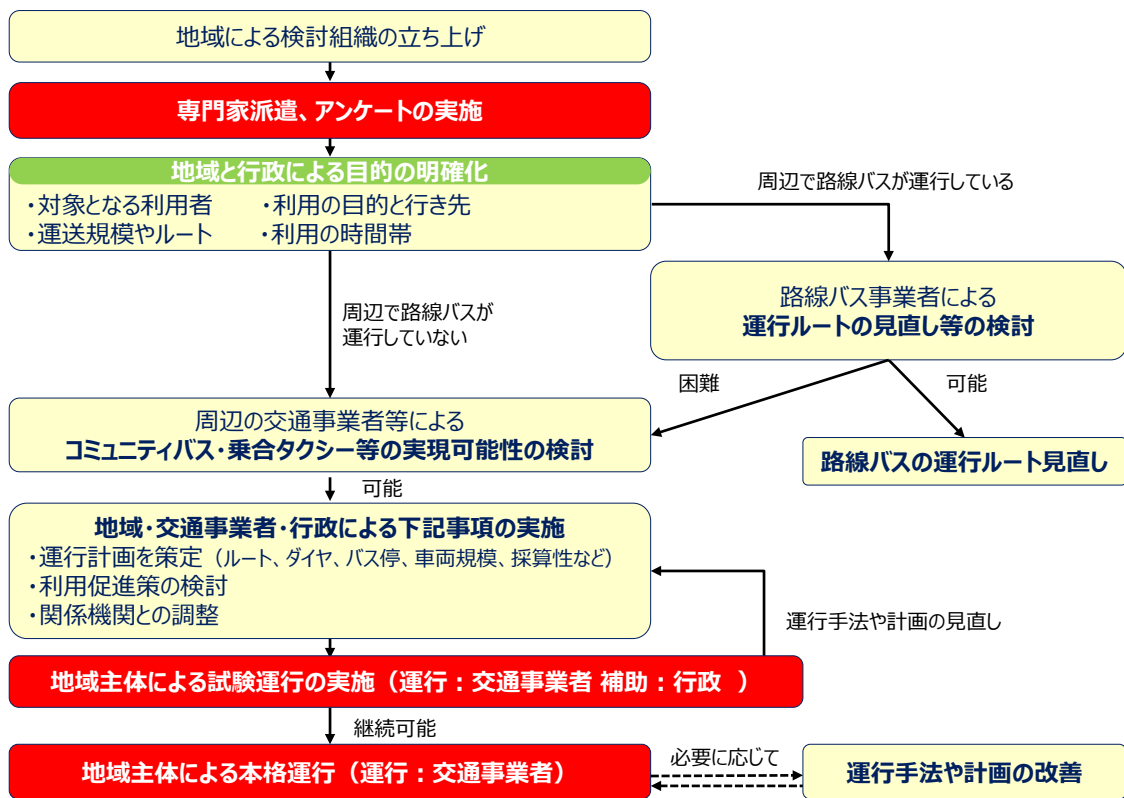 地域による検討組織の立ち上げ
専門家派遣、アンケートの実施
地域と行政による目的の明確化
・対象となる利用者 ・利用の目的と行き先
・運送規模やルート ・利用の時間帯
周辺で路線バスが運行している
路線バス事業者による
運行ルートの見直し等の検討
周辺で路線バスが
運行していない
困難
可能
周辺の交通事業者等による
コミュニティバス・乗合タクシー等の実現可能性の検討
路線バスの運行ルート見直し
可能
地域・交通事業者・行政による下記事項の実施
・運行計画を策定（ルート、ダイヤ、バス停、車両規模、採算性など）
・利用促進策の検討
・関係機関との調整
運行手法や計画の見直し
地域主体による試験運行の実施（運行：交通事業者 補助：行政 ）
継続可能
地域主体による本格運行（運行：交通事業者）
必要に応じて
運行手法や計画の改善